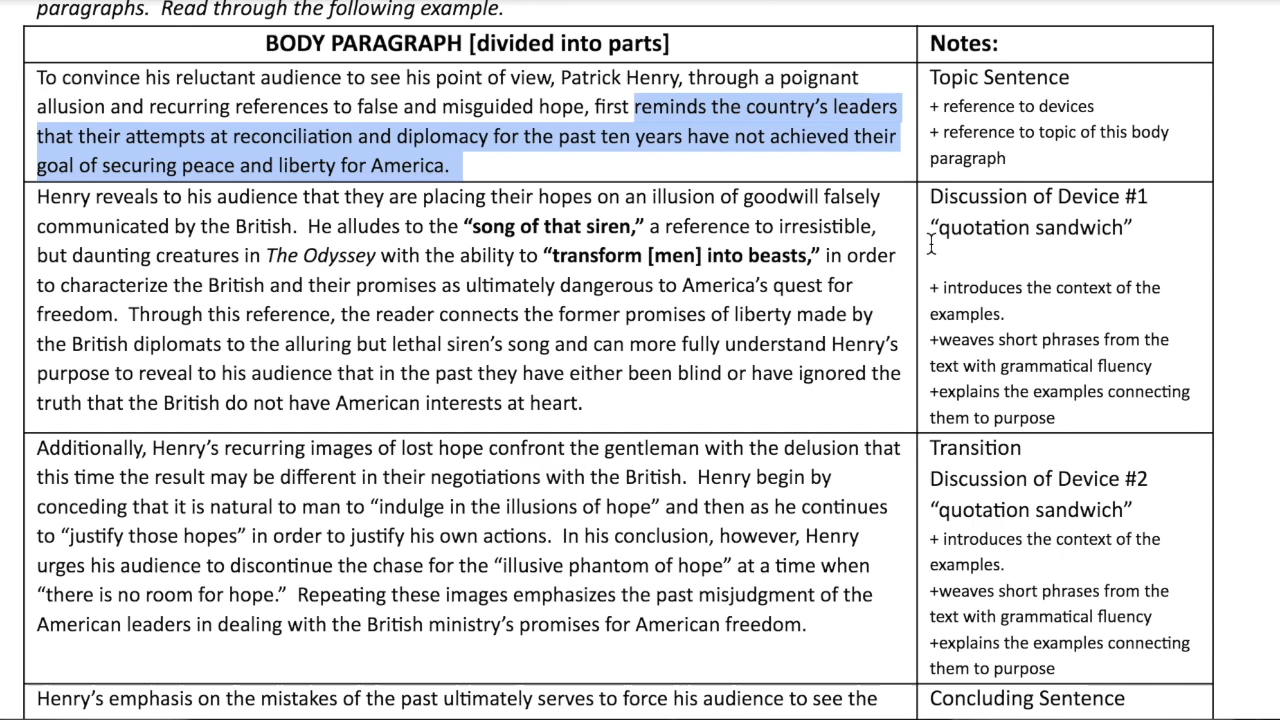 paragraphs.  Read through the following example.
BODY PARAGRAPH [divided into parts]
Notes:
To convince his reluctant audience to see his point of view, Patrick Henry, through a poignant
allusion and recurring references to false and misguided hope, first reminds the country’s leaders
that their attempts at reconciliation and diplomacy for the past ten years have not achieved their
goal of securing peace and liberty for America.
Topic Sentence
+ reference to devices
+ reference to topic of this body
paragraph
Henry reveals to his audience that they are placing their hopes on an illusion of goodwill falsely
communicated by the British.  He alludes to the “song of that siren,” a reference to irresistible,
but daunting creatures in The Odyssey with the ability to “transform [men] into beasts,” in order
to characterize the British and their promises as ultimately dangerous to America’s quest for
freedom.  Through this reference, the reader connects the former promises of liberty made by
the British diplomats to the alluring but lethal siren’s song and can more fully understand Henry’s
purpose to reveal to his audience that in the past they have either been blind or have ignored the
truth that the British do not have American interests at heart.
Discussion of Device #1
“quotation sandwich”
+ introduces the context of the
examples.
+weaves short phrases from the
text with grammatical fluency
+explains the examples connecting
them to purpose
Additionally, Henry’s recurring images of lost hope confront the gentleman with the delusion that
this time the result may be different in their negotiations with the British.  Henry begin by
conceding that it is natural to man to “indulge in the illusions of hope” and then as he continues
to “justify those hopes” in order to justify his own actions.  In his conclusion, however, Henry
urges his audience to discontinue the chase for the “illusive phantom of hope” at a time when
“there is no room for hope.”  Repeating these images emphasizes the past misjudgment of the
American leaders in dealing with the British ministry’s promises for American freedom.
Transition
Discussion of Device #2
“quotation sandwich”
+ introduces the context of the
examples.
+weaves short phrases from the
text with grammatical fluency
+explains the examples connecting
them to purpose
Henry’s emphasis on the mistakes of the past ultimately serves to force his audience to see the
Concluding Sentence